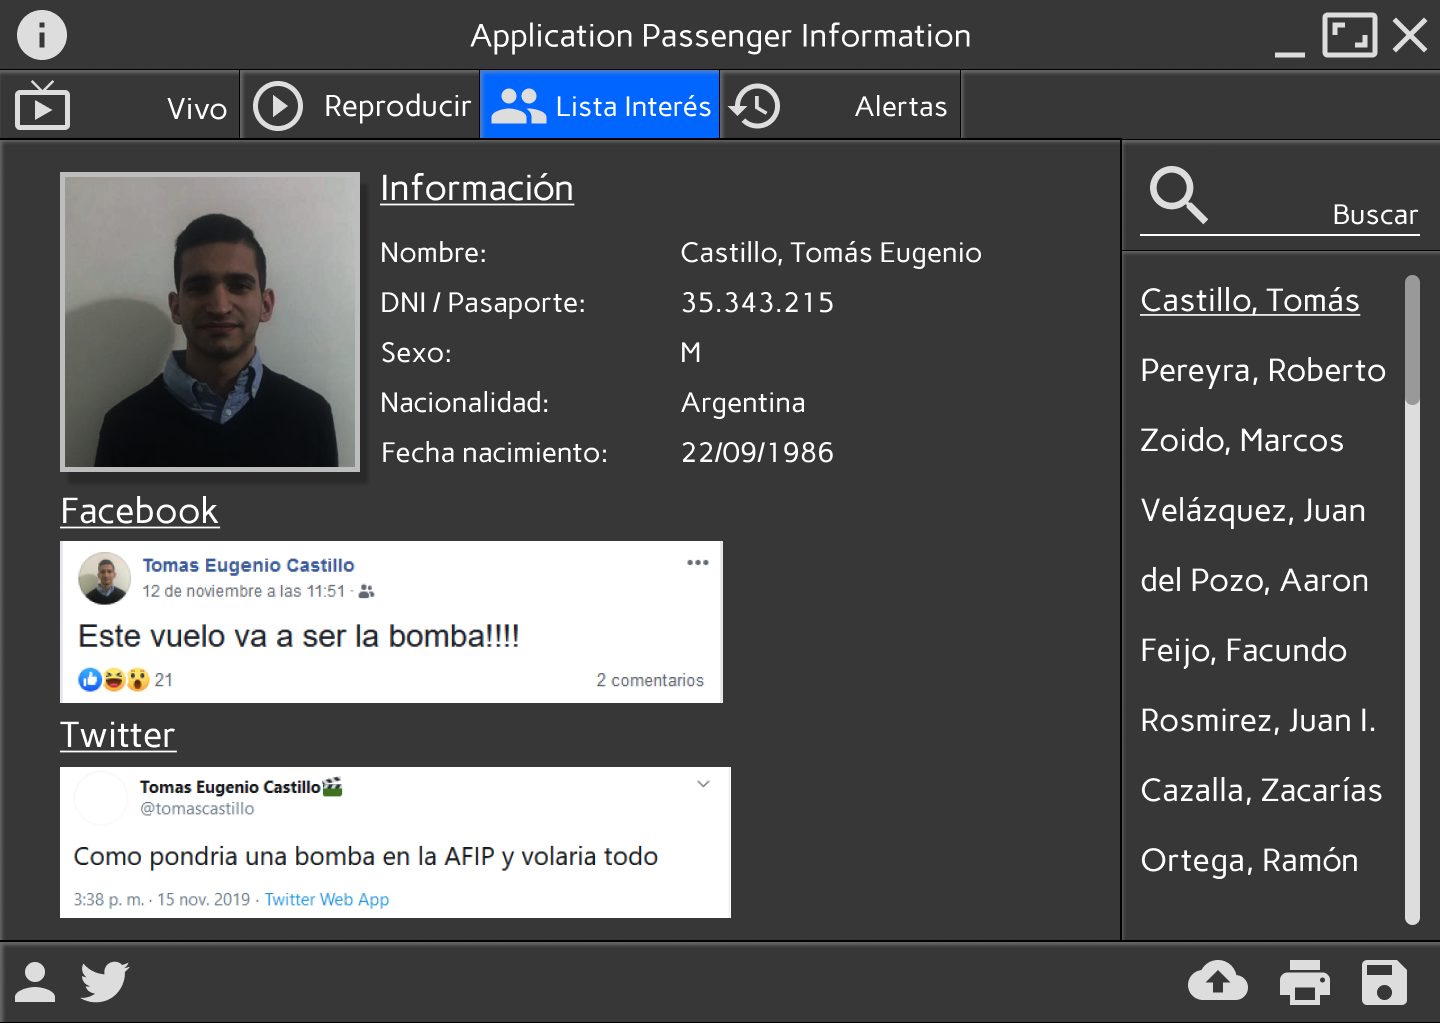 Application Passenger Information
Vivo
Reproducir
Lista Interés
Alertas
Información
Nombre: Castillo, Tomás Eugenio
DNI / Pasaporte: 35.343.215
Sexo: M
Nacionalidad: Argentina
Fecha nacimiento: 22/09/1986
Facebook
Tomas Eugenio Castillo
12 de noviembre a las 11:51 ·
Este vuelo va a ser la bomba!!!!
21
2 comentarios
Twitter
Tomas Eugenio Castillo🎬
@tomascastillo
Como pondria una bomba en la AFIP y volaria todo
3:38 p. m. · 15 nov. 2019 · Twitter Web App
Buscar
Castillo, Tomás
Pereyra, Roberto
Zoido, Marcos
Velázquez, Juan
del Pozo, Aaron
Feijo, Facundo
Rosmirez, Juan I.
Cazalla, Zacarías
Ortega, Ramón